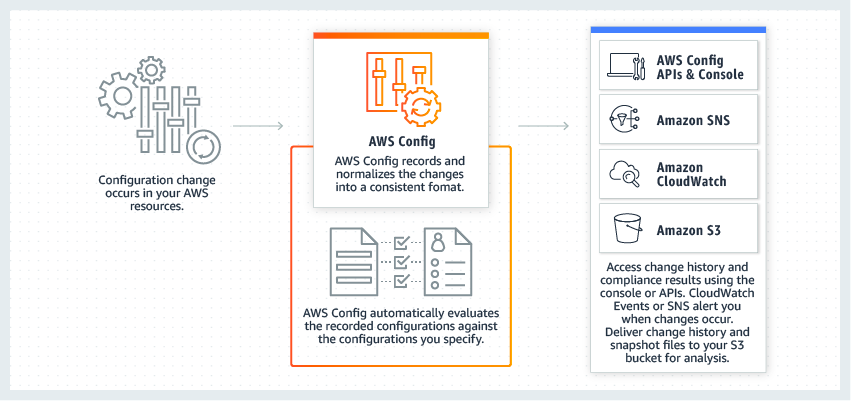 Configuration change
occurs in your AWS
resources.
AWS Config
AWS Config records and
normalizes the changes
into a consistent fomat.
AWS Config automatically evaluates
the recorded configurations against
the configurations you specify.
AWS Config
APIs & Console
Amazon SNS
Amazon
CloudWatch
Amazon S3
Access change history and
compliance results using the
console or APIs. CloudWatch
Events or SNS alert you
when changes occur.
Deliver change history and
snapshot files to your S3
bucket for analysis.